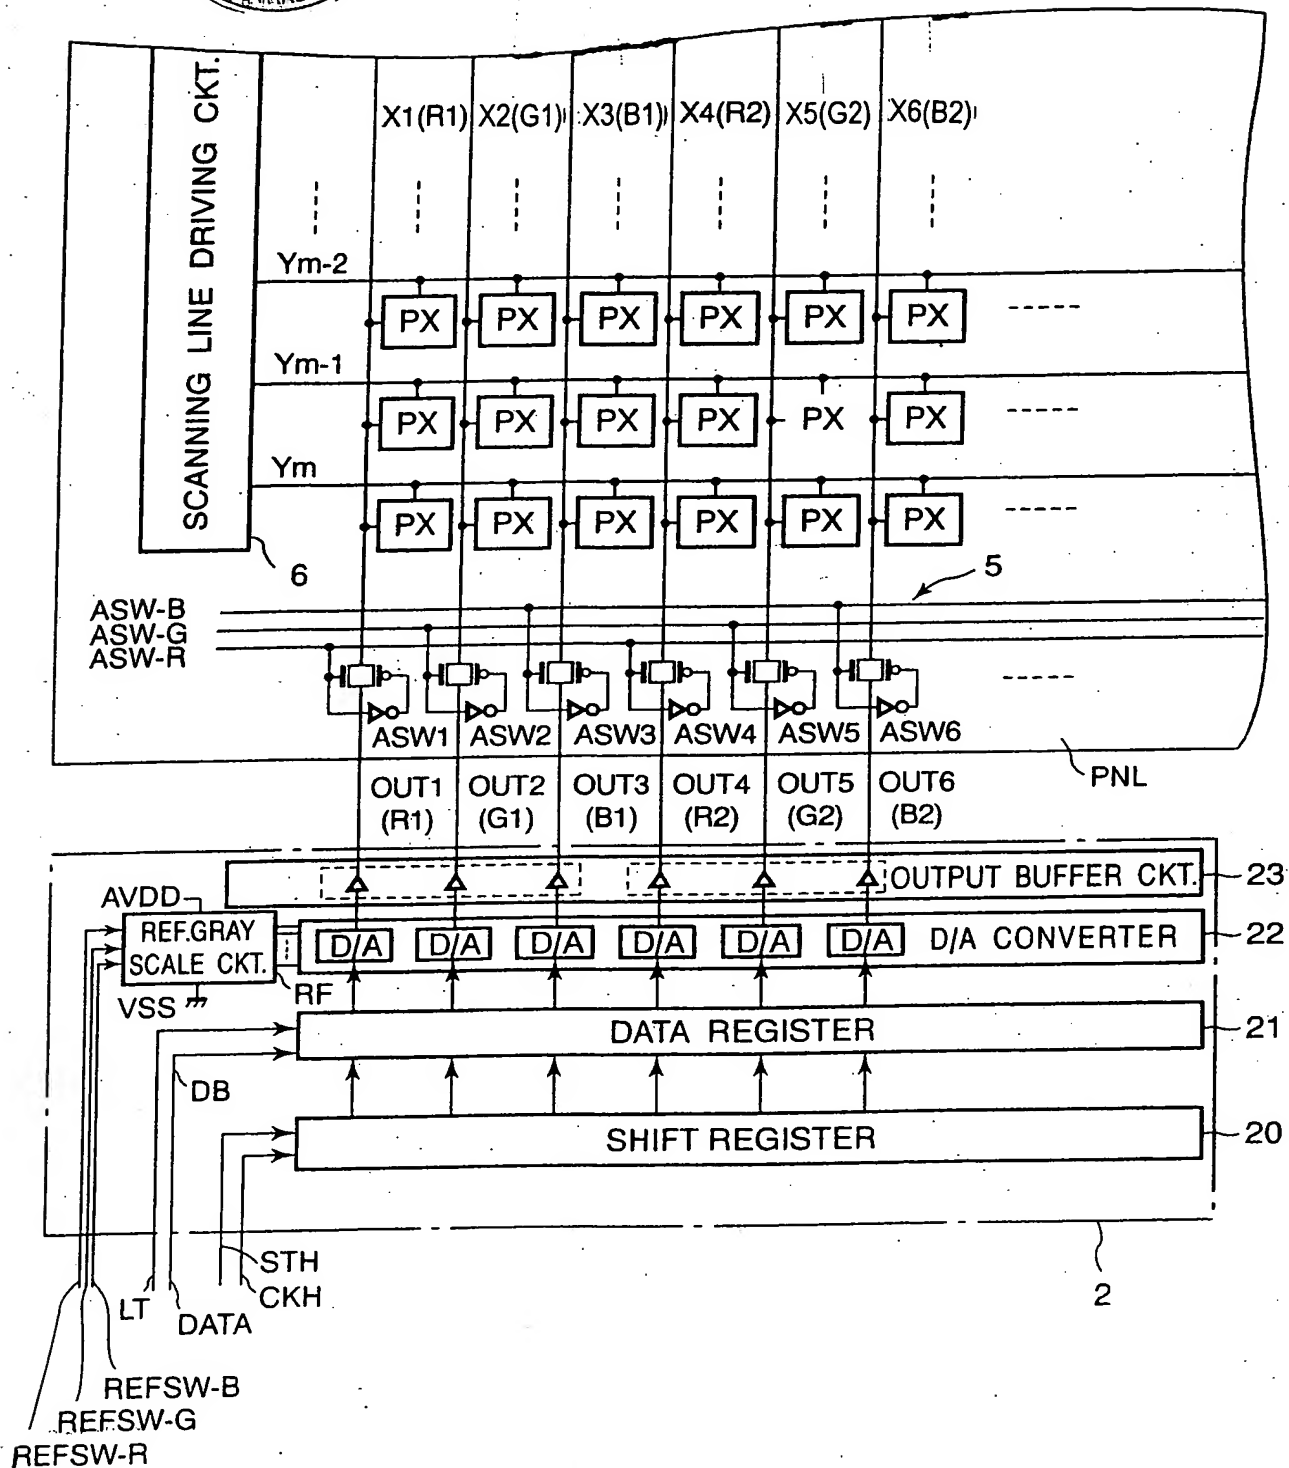 SCANNING LINE DRIVING CKT.
X1(R1) X2(G1) X3(B1) X4(R2) X5(G2) X6(B2)
Ym-2
PX PX PX PX PX PX
Ym-1
PX PX PX PX PX PX
Ym
PX PX PX PX PX PX
6
5
ASW-B
ASW-G
ASW-R
ASW1 ASW2 ASW3 ASW4 ASW5 ASW6
PNL
OUT1 OUT2 OUT3 OUT4 OUT5 OUT6
(R1) (G1) (B1) (R2) (G2) (B2)
OUTPUT BUFFER CKT. 23
AVDD
REF.GRAY
SCALE CKT.
D/A D/A D/A D/A D/A D/A D/A CONVERTER 22
VSS
RF
DATA REGISTER 21
DB
SHIFT REGISTER 20
STH
CKH
LT
DATA
2
REFSW-B
REFSW-G
REFSW-R